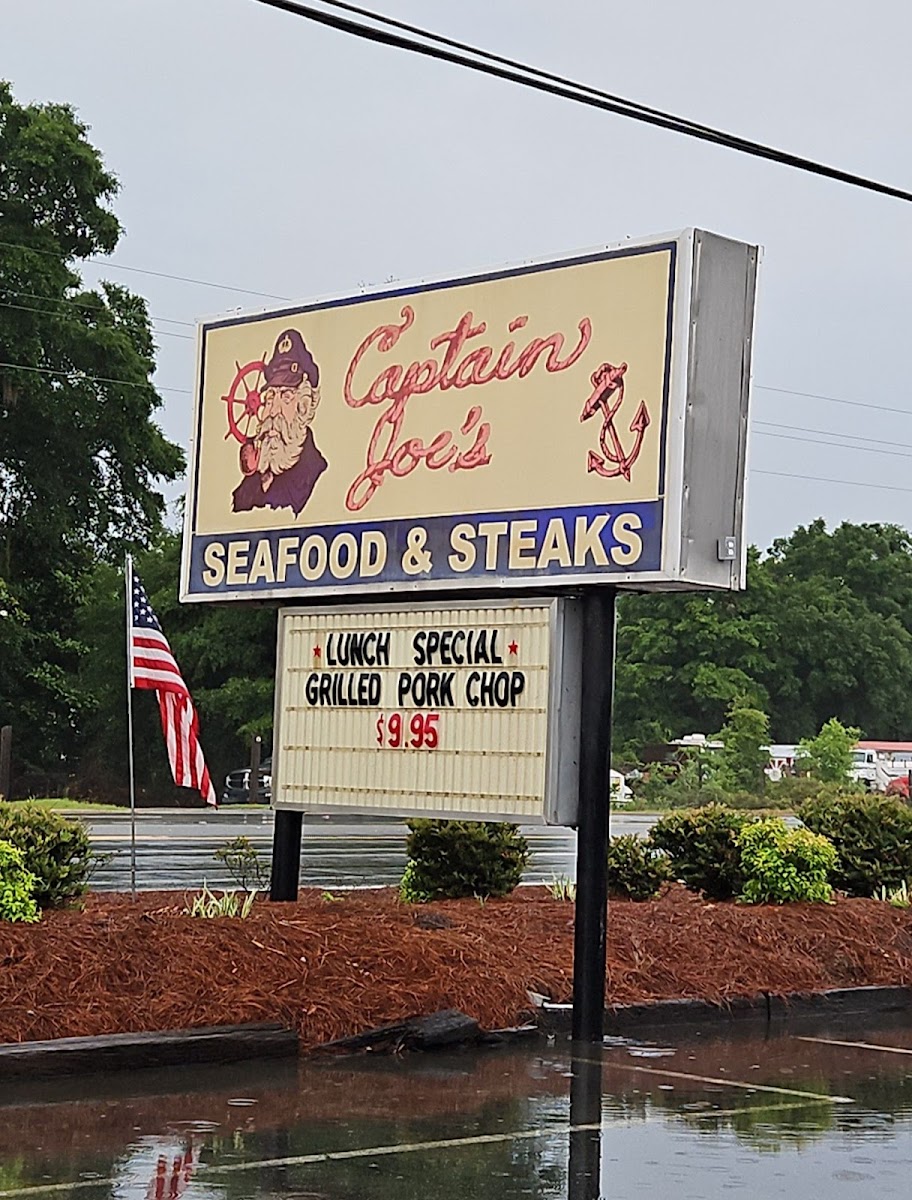 Captain
Joe's
SEAFOOD & STEAKS
LUNCH SPECIAL
GRILLED PORK CHOP
$9.95